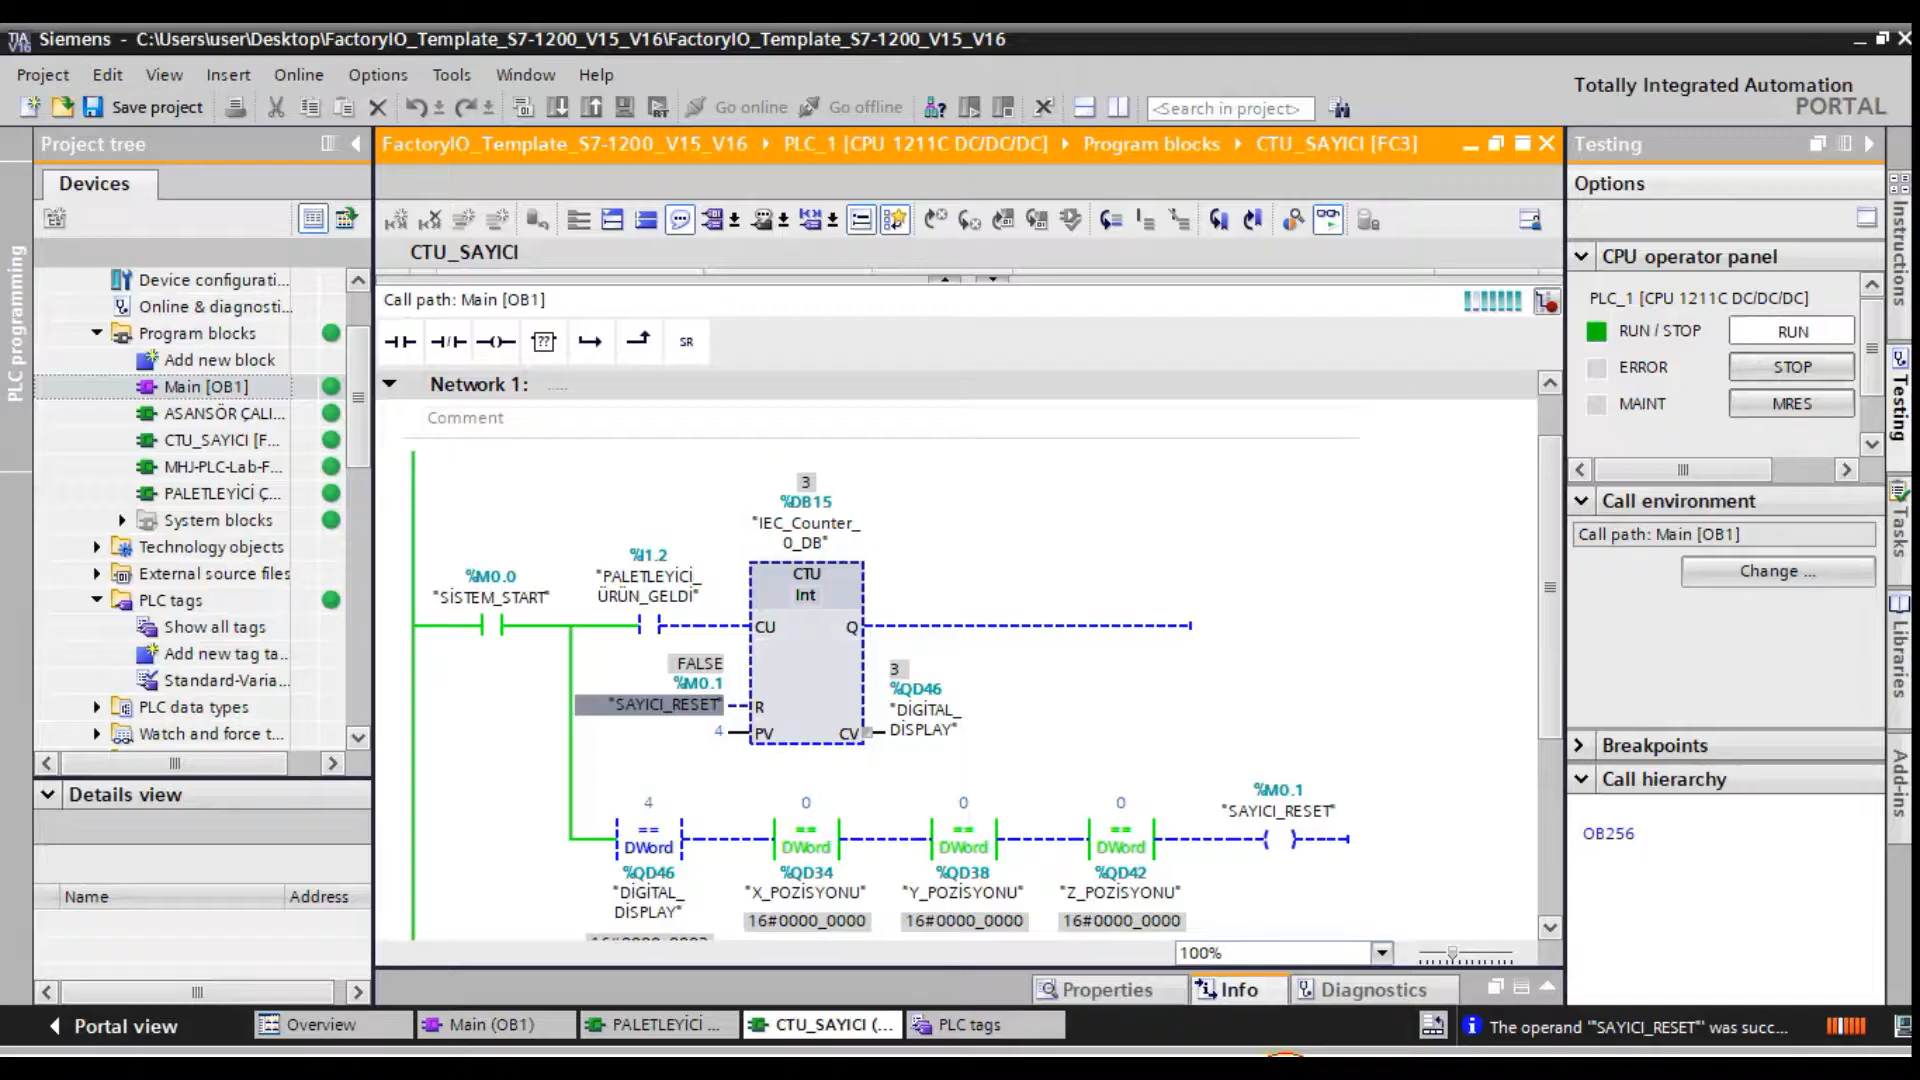 TIA
V16
Siemens - C:\Users\user\Desktop\FactoryIO_Template_S7-1200_V15_V16\FactoryIO_Template_S7-1200_V15_V16
Project Edit View Insert Online Options Tools Window Help
Save project
Go online
Go offline
<Search in project>
Totally Integrated Automation
PORTAL
Project tree
Devices
PLC programming
Device configurati...
Online & diagnosti...
Program blocks
Add new block
Main [OB1]
ASANSÖR ÇALI...
CTU_SAYICI [F...
MHJ-PLC-Lab-F...
PALETLEYİCİ Ç...
System blocks
Technology objects
External source files
PLC tags
Show all tags
Add new tag ta...
Standard-Varia...
PLC data types
Watch and force t...
Details view
Name Address
FactoryIO_Template_S7-1200_V15_V16 PLC_1 [CPU 1211C DC/DC/DC] Program blocks CTU_SAYICI [FC3]
CTU_SAYICI
Call path: Main [OB1]
??
SR
Network 1: .....
Comment
3
%DB15
"IEC_Counter_
0_DB"
%M0.0
"SİSTEM_START"
%I1.2
"PALETLEYİCİ_
ÜRÜN_GELDİ"
CTU
Int
CU Q
FALSE
%M0.1
"SAYICI_RESET" R
4 PV CV
3
%QD46
"DİGİTAL_
DİSPLAY"
4 0 0 0
%M0.1
"SAYICI_RESET"
== == == ==
DWord DWord DWord DWord
%QD46 %QD34 %QD38 %QD42
"DİGİTAL_
DİSPLAY"
"X_POZİSYONU" "Y_POZİSYONU" "Z_POZİSYONU"
16#0000_0000 16#0000_0000 16#0000_0000
100%
Properties Info Diagnostics
Testing
Options
CPU operator panel
PLC_1 [CPU 1211C DC/DC/DC]
RUN / STOP RUN
ERROR STOP
MAINT MRES
Call environment
Call path: Main [OB1]
Change ...
Breakpoints
Call hierarchy
OB256
Instructions
Testing
Tasks
Libraries
Add-ins
Portal view
Overview
Main (OB1)
PALETLEYİCİ ...
CTU_SAYICI (...
PLC tags
The operand '"SAYICI_RESET"' was succ...